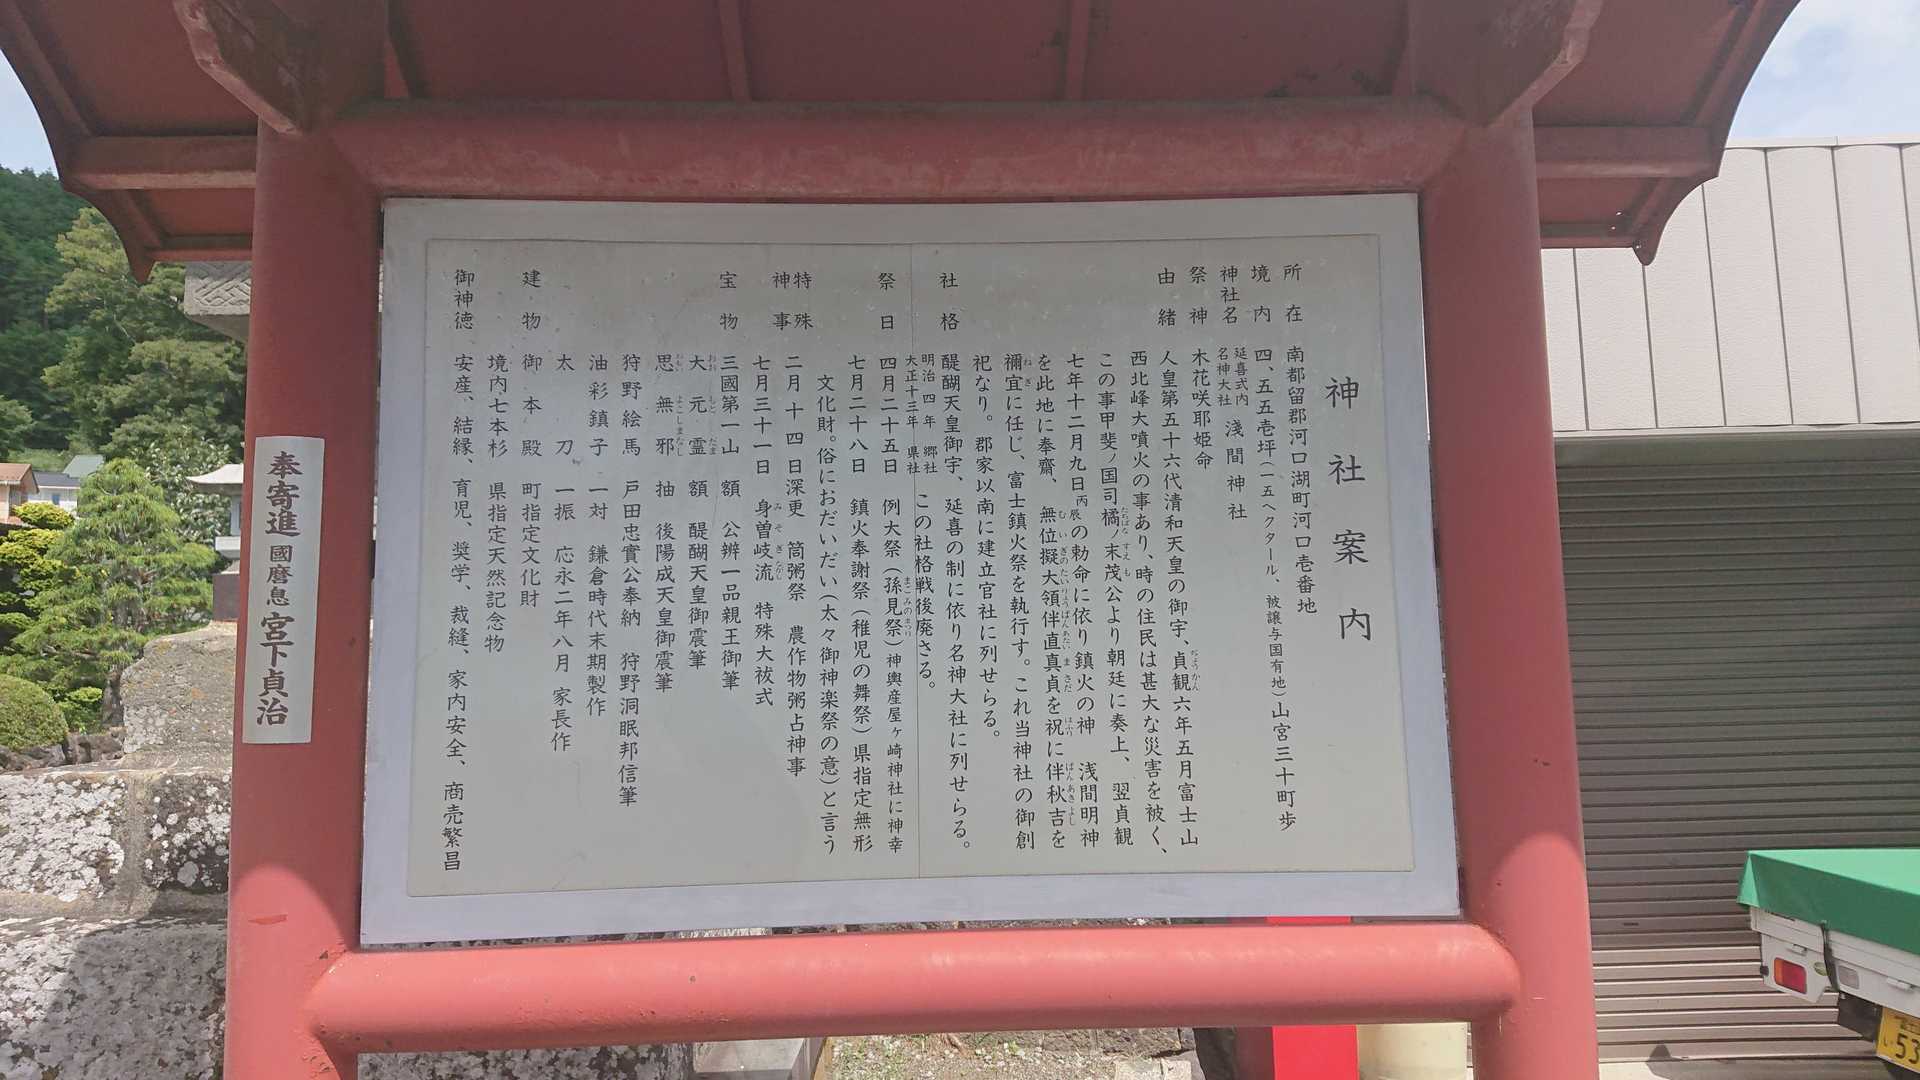 神社案内
所在 南都留郡河口湖町河口壱番地
境内 四、五五壱坪(一五ヘクタール、被譲与国有地)山宮三十町歩
神社名 延喜式内名神大社 淺間神社
祭神 木花咲耶姫命
由緒 人皇第五十六代清和天皇の御宇、貞観六年五月富士山
西北峰大噴火の事あり、時の住民は甚大な災害を被く、
この事甲斐ノ国司橘ノ末茂公より朝廷に奏上、翌貞観
七年十二月九日丙辰の勅命に依り鎮火の神 浅間明神
を此地に奉齋、無位擬大領伴直真貞を祝に伴秋吉を
禰宜に任じ、富士鎮火祭を執行す。これ当神社の御創
祀なり。郡家以南に建立官社に列せらる。
醍醐天皇御宇、延喜の制に依り名神大社に列せらる。
社格 明治四年 郷社 大正十三年 県社 この社格戦後廃さる。
祭日 四月二十五日 例大祭(孫見祭)神輿産屋ヶ崎神社に神幸
七月二十八日 鎮火奉謝祭(稚児の舞祭)県指定無形
文化財。俗におだいだい(太々御神楽祭の意)と言う
特殊神事 二月十四日深更 筒粥祭 農作物粥占神事
七月三十一日 身曽岐流 特殊大祓式
宝物 三國第一山 額 公辨一品親王御筆
大元霊 額 醍醐天皇御震筆
思無邪 抽 後陽成天皇御震筆
狩野絵馬 戸田忠實公奉納 狩野洞眠邦信筆
油彩鎮子 一対 鎌倉時代末期製作
太刀、一振 応永二年八月 家長作
建物 御本殿 町指定文化財
境内七本杉 県指定天然記念物
御神徳 安産、結縁、育児、奨学、裁縫、家内安全、商売繁昌
奉寄進 國麿息 宮下貞治
53